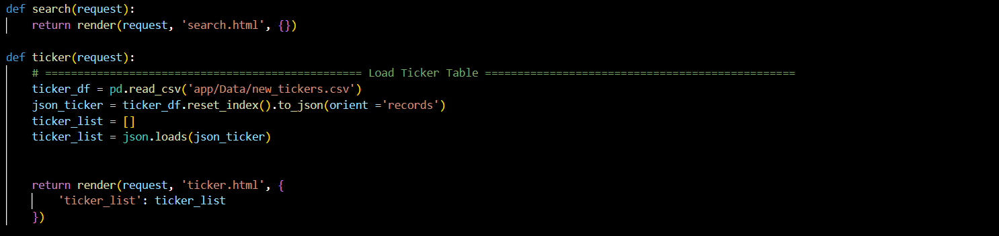 def search(request):
    return render(request, 'search.html', {})

def ticker(request):
    # ================================================= Load Ticker Table ================================================
    ticker_df = pd.read_csv('app/Data/new_tickers.csv')
    json_ticker = ticker_df.reset_index().to_json(orient ='records')
    ticker_list = []
    ticker_list = json.loads(json_ticker)


    return render(request, 'ticker.html', {
        'ticker_list': ticker_list
    })